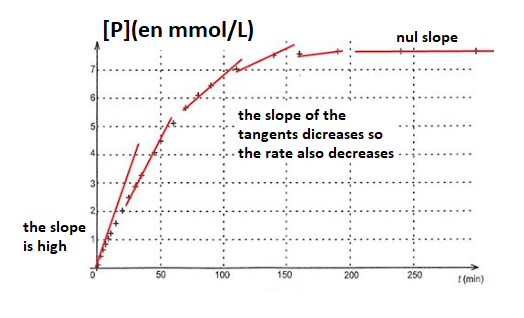 [P](en mmol/L)
nul slope
7
6
the slope of the
tangents dicreases so
the rate also decreases
5
4
3
2
the slope
is high
1
0
50
100
150
200
250
t (min)